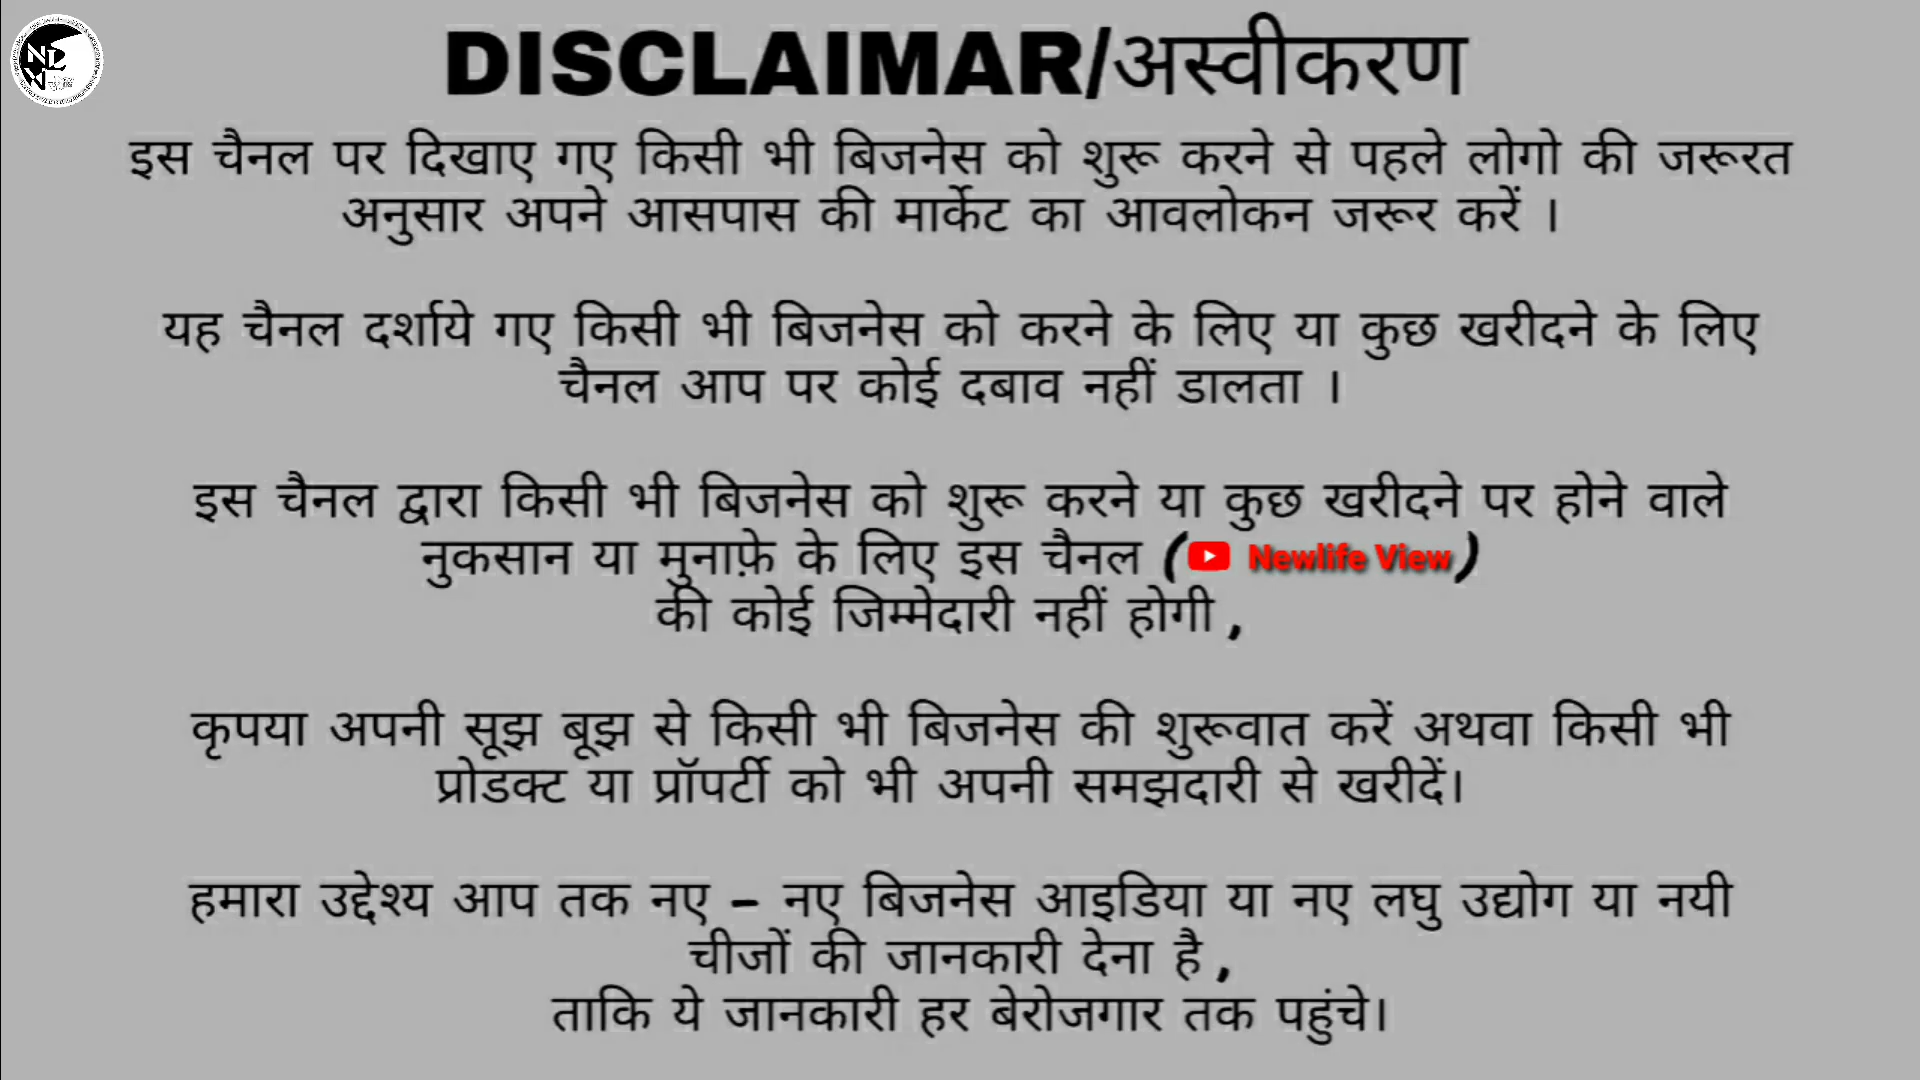 DISCLAIMAR/अस्वीकरण
इस चैनल पर दिखाए गए किसी भी बिजनेस को शुरू करने से पहले लोगो की जरूरत
अनुसार अपने आसपास की मार्केट का आवलोकन जरूर करें ।
यह चैनल दर्शाये गए किसी भी बिजनेस को करने के लिए या कुछ खरीदने के लिए
चैनल आप पर कोई दबाव नहीं डालता ।
इस चैनल द्वारा किसी भी बिजनेस को शुरू करने या कुछ खरीदने पर होने वाले
नुकसान या मुनाफ़े के लिए इस चैनल (Newlife View)
की कोई जिम्मेदारी नहीं होगी ,
कृपया अपनी सूझ बूझ से किसी भी बिजनेस की शुरूवात करें अथवा किसी भी
प्रोडक्ट या प्रॉपर्टी को भी अपनी समझदारी से खरीदें।
हमारा उद्देश्य आप तक नए – नए बिजनेस आइडिया या नए लघु उद्योग या नयी
चीजों की जानकारी देना है ,
ताकि ये जानकारी हर बेरोजगार तक पहुंचे।